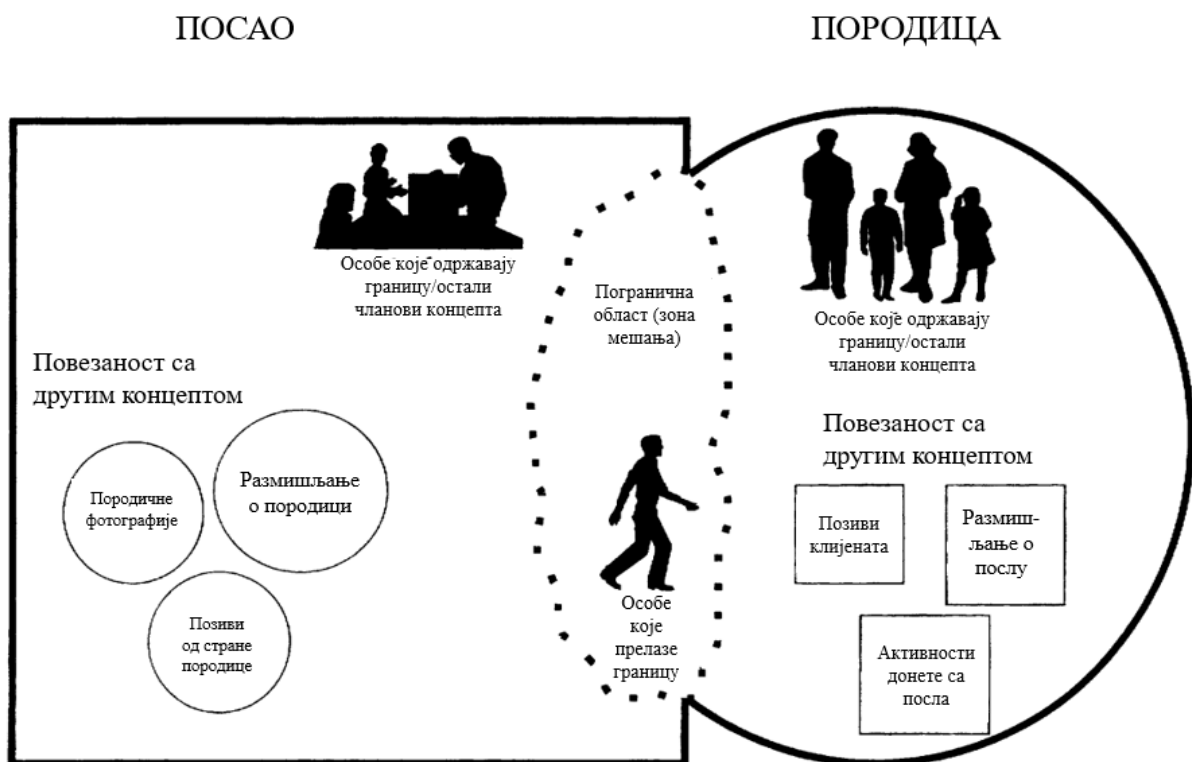 ПОСАО
ПОРОДИЦА
Особе које одржавају
границу/остали
чланови концепта
Погранична
област (зона
мешања)
Особе које одржавају
границу/остали
чланови концепта
Повезаност са
другим концептом
Породичне
фотографије
Размишљање
о породици
Позиви
од стране
породице
Особе
које
прелазе
границу
Повезаност са
другим концептом
Позиви
клијената
Размиш-
љање о
послу
Активности
донете са
посла